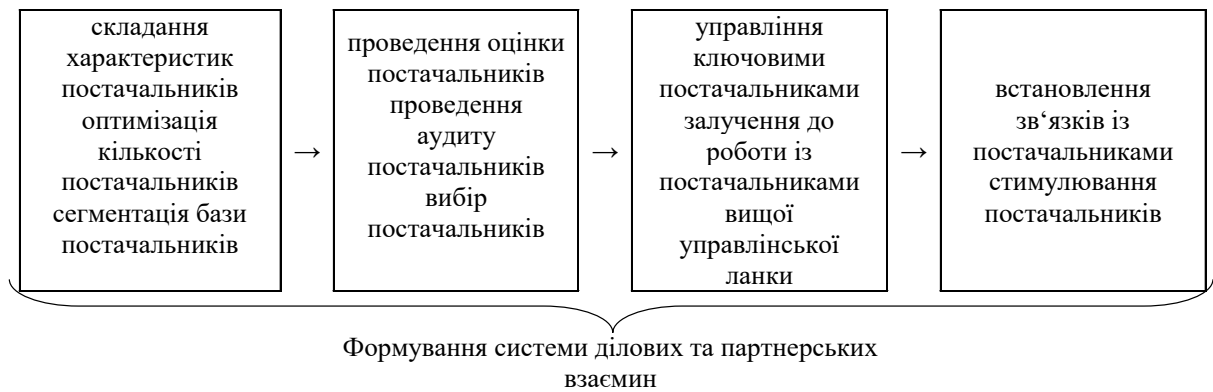 складання
характеристик
постачальників
оптимізація
кількості
постачальників
сегментація бази
постачальників
→
проведення оцінки
постачальників
проведення
аудиту
постачальників
вибір
постачальників
→
управління
ключовими
постачальниками
залучення до
роботи із
постачальниками
вищої
управлінської
ланки
→
встановлення
зв‘язків із
постачальниками
стимулювання
постачальників
Формування системи ділових та партнерських
взаємин